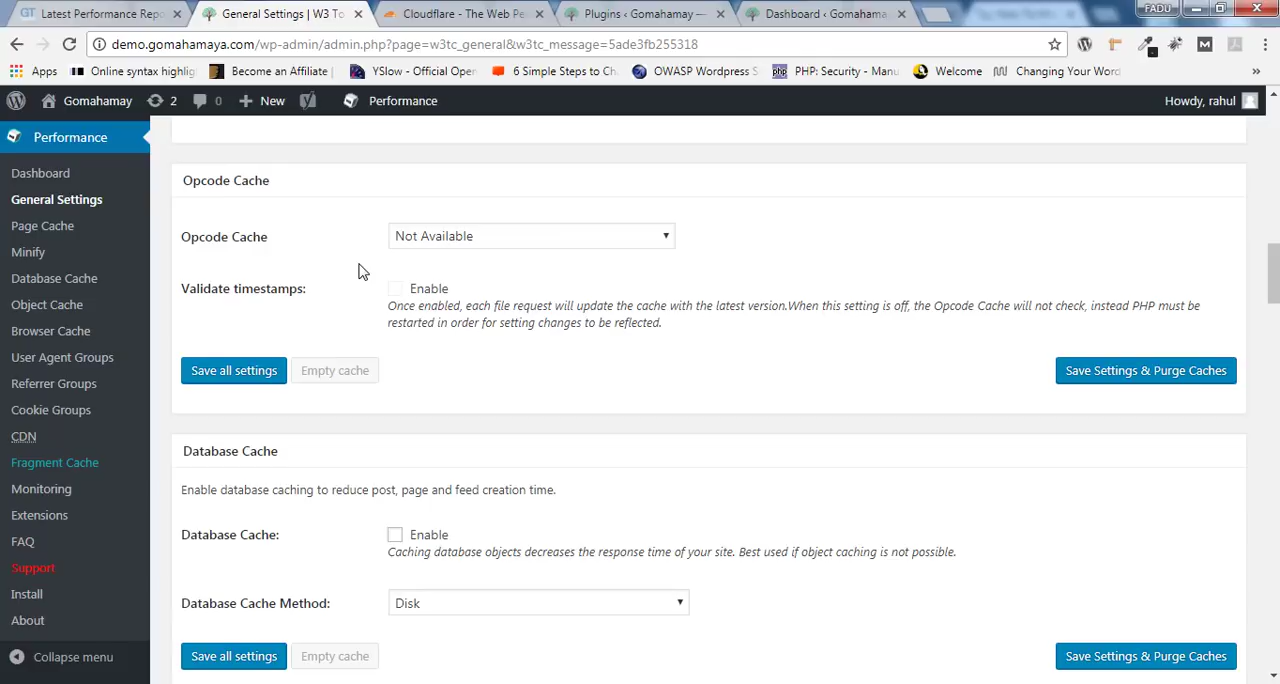 Latest Performance Repo
General Settings | W3 To
Cloudflare - The Web Pe
Plugins ‹ Gomahamay —
Dashboard ‹ Gomahama
FADU
demo.gomahamaya.com/wp-admin/admin.php?page=w3tc_general&w3tc_message=5ade3fb255318
Apps
Online syntax highlig
Become an Affiliate
YSlow - Official Oper
6 Simple Steps to Ch
OWASP Wordpress S
PHP: Security - Manu
Welcome
Changing Your Word
Gomahamay
2
0
New
Performance
Howdy, rahul
Performance
Dashboard
General Settings
Page Cache
Minify
Database Cache
Object Cache
Browser Cache
User Agent Groups
Referrer Groups
Cookie Groups
CDN
Fragment Cache
Monitoring
Extensions
FAQ
Support
Install
About
Collapse menu
Opcode Cache
Opcode Cache
Not Available
Validate timestamps:
Enable
Once enabled, each file request will update the cache with the latest version.When this setting is off, the Opcode Cache will not check, instead PHP must be
restarted in order for setting changes to be reflected.
Save all settings
Empty cache
Save Settings & Purge Caches
Database Cache
Enable database caching to reduce post, page and feed creation time.
Database Cache:
Enable
Caching database objects decreases the response time of your site. Best used if object caching is not possible.
Database Cache Method:
Disk
Save all settings
Empty cache
Save Settings & Purge Caches